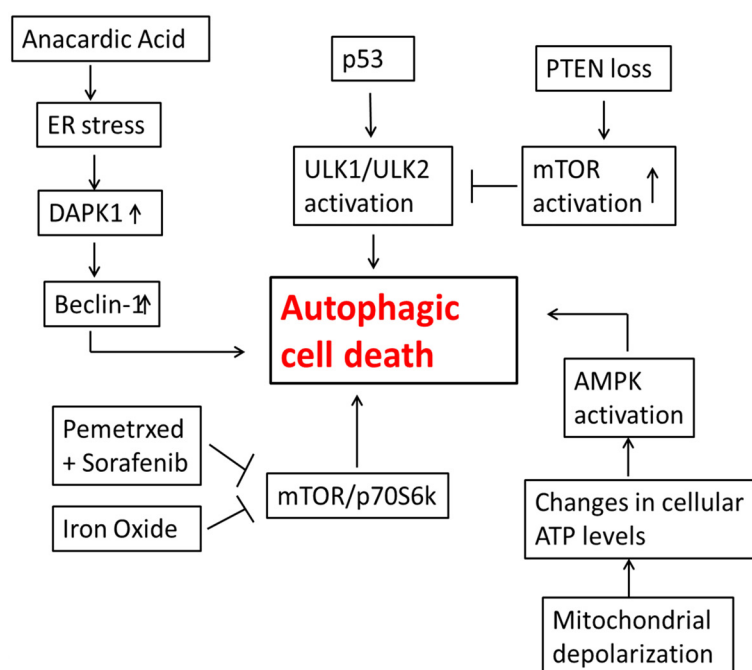 Anacardic Acid
ER stress
DAPK1 ↑
Beclin-1↑
p53
ULK1/ULK2
activation
PTEN loss
mTOR
activation ↑
Autophagic
cell death
Pemetrxed
+ Sorafenib
Iron Oxide
mTOR/p70S6k
AMPK
activation
Changes in cellular
ATP levels
Mitochondrial
depolarization